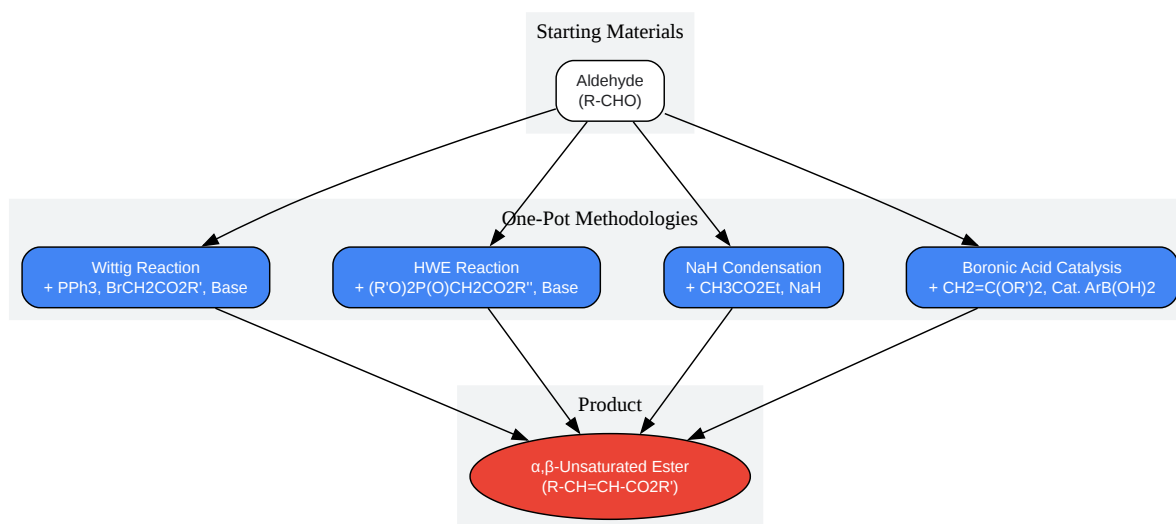 Starting Materials
Aldehyde
(R-CHO)
One-Pot Methodologies
Wittig Reaction
+ PPh3, BrCH2CO2R', Base
HWE Reaction
+ (R'O)2P(O)CH2CO2R'', Base
NaH Condensation
+ CH3CO2Et, NaH
Boronic Acid Catalysis
+ CH2=C(OR')2, Cat. ArB(OH)2
Product
α,β-Unsaturated Ester
(R-CH=CH-CO2R')